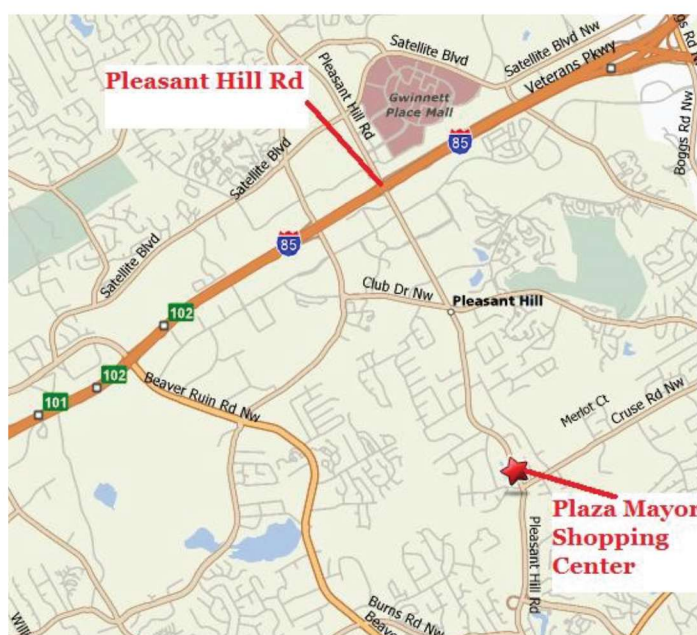 Satellite Blvd
Satellite Blvd Nw
Veterans Pkwy
Pleasant Hill Rd
Pleasant Hill Rd
Gwinnett
Place Mall
85
Boggs Rd Nw
Satellite Blvd
85
Satellite Blvd
Club Dr Nw
Pleasant Hill
102
102
101
Beaver Ruin Rd Nw
Merlot Ct
Cruse Rd Nw
Plaza Mayor
Shopping
Center
Pleasant Hill Rd
Burns Rd Nw